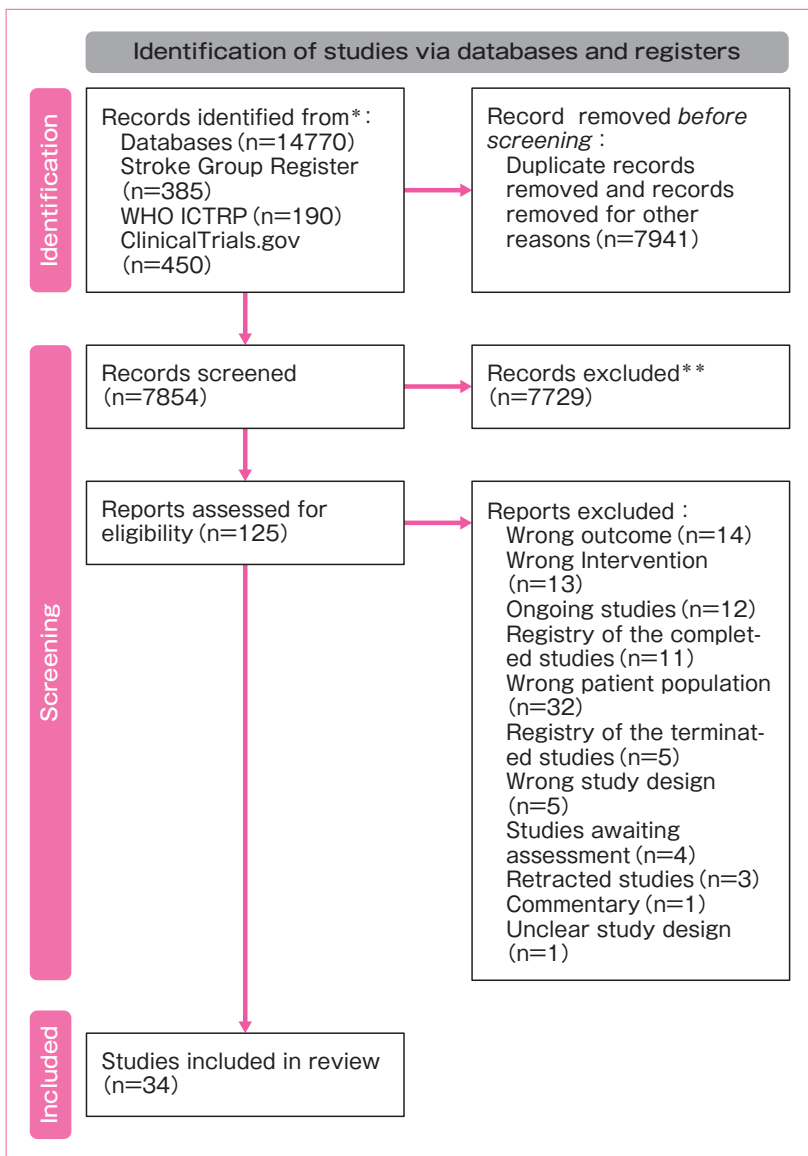 Identification of studies via databases and registers
Identification
Records identified from*:
Databases (n=14770)
Stroke Group Register
(n=385)
WHO ICTRP (n=190)
ClinicalTrials.gov
(n=450)
Record removed before
screening:
Duplicate records
removed and records
removed for other
reasons (n=7941)
Screening
Records screened
(n=7854)
Records excluded**
(n=7729)
Reports assessed for
eligibility (n=125)
Reports excluded:
Wrong outcome (n=14)
Wrong Intervention
(n=13)
Ongoing studies (n=12)
Registry of the complet-
ed studies (n=11)
Wrong patient population
(n=32)
Registry of the terminat-
ed studies (n=5)
Wrong study design
(n=5)
Studies awaiting
assessment (n=4)
Retracted studies (n=3)
Commentary (n=1)
Unclear study design
(n=1)
Included
Studies included in review
(n=34)